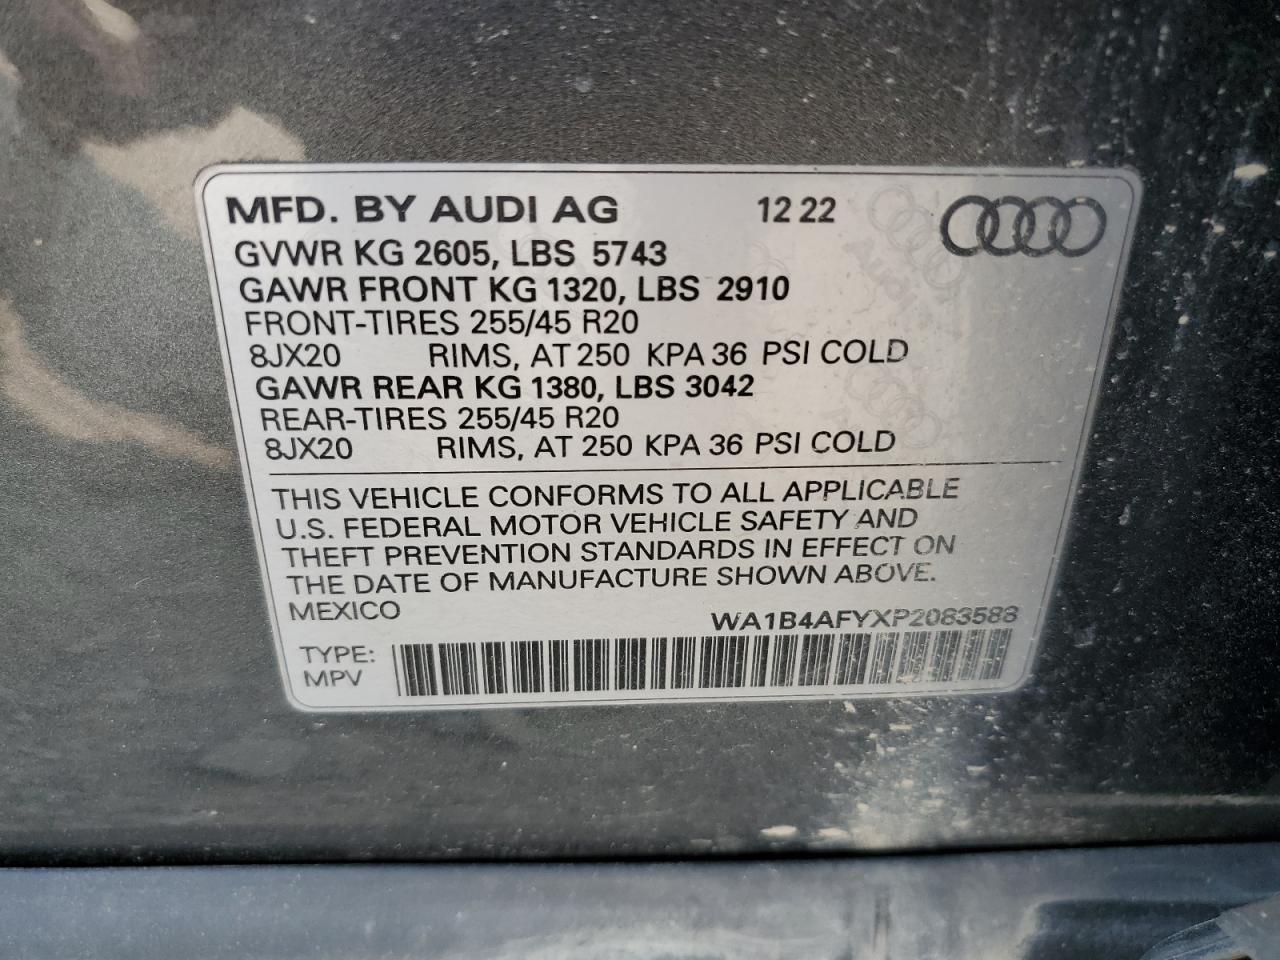 MFD. BY AUDI AG 12 22
GVWR KG 2605, LBS 5743
GAWR FRONT KG 1320, LBS 2910
FRONT-TIRES 255/45 R20
8JX20 RIMS, AT 250 KPA 36 PSI COLD
GAWR REAR KG 1380, LBS 3042
REAR-TIRES 255/45 R20
8JX20 RIMS, AT 250 KPA 36 PSI COLD
THIS VEHICLE CONFORMS TO ALL APPLICABLE
U.S. FEDERAL MOTOR VEHICLE SAFETY AND
THEFT PREVENTION STANDARDS IN EFFECT ON
THE DATE OF MANUFACTURE SHOWN ABOVE.
MEXICO
WA1B4AFYXP2083588
TYPE:
MPV